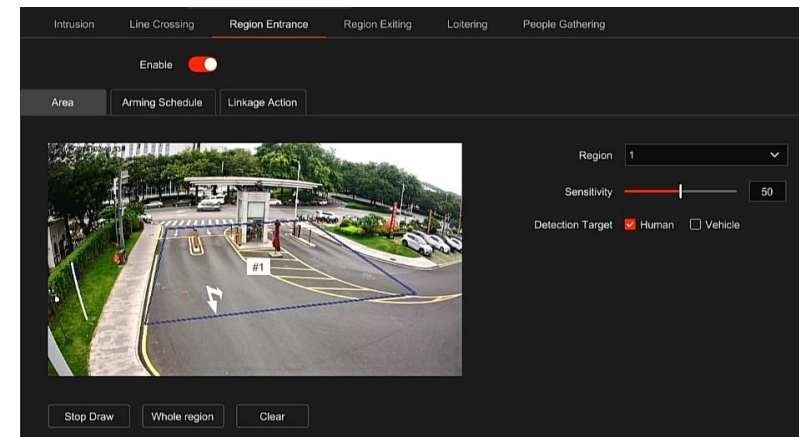 Intrusion Line Crossing Region Entrance Region Exiting Loitering People Gathering
Enable
Area Arming Schedule Linkage Action
Region 1
Sensitivity 50
Detection Target Human Vehicle
#1
Stop Draw Whole region Clear